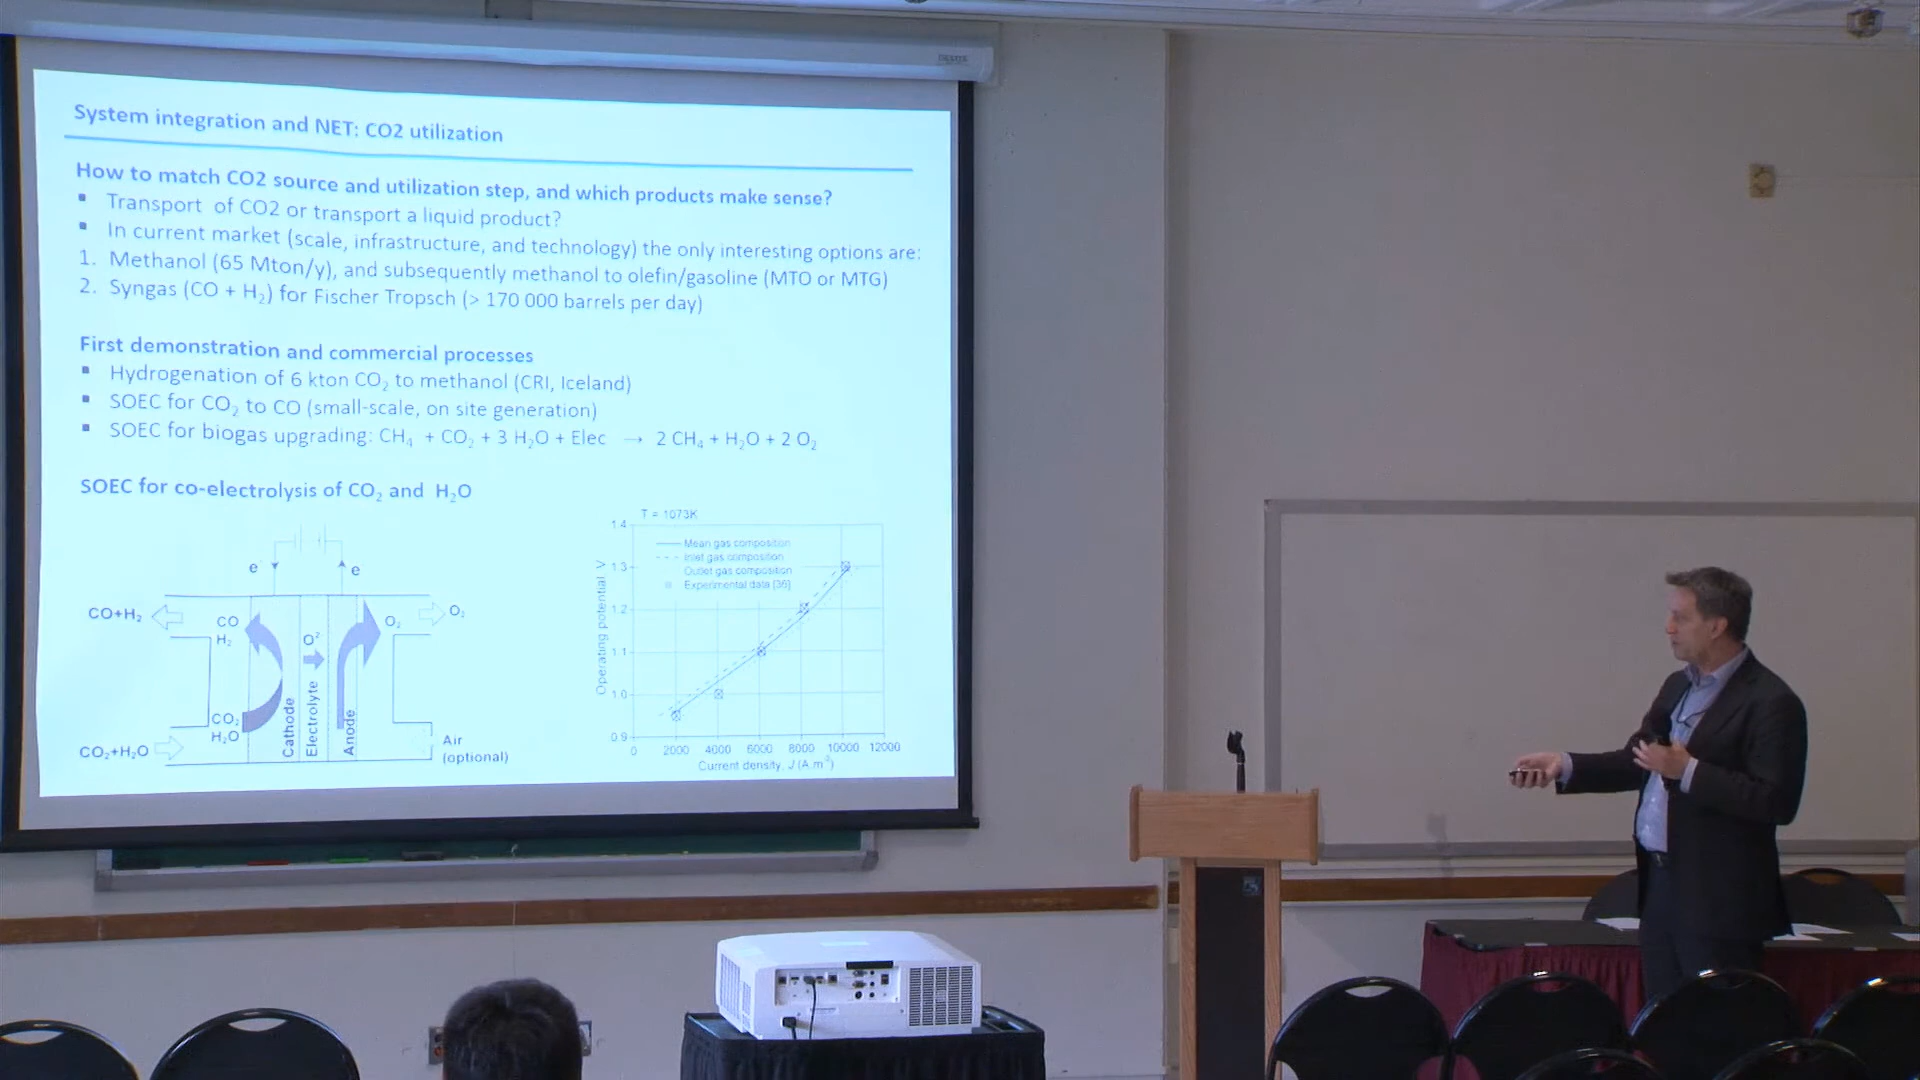 System integration and NET: CO2 utilization
How to match CO2 source and utilization step, and which products make sense?
▪ Transport of CO2 or transport a liquid product?
▪ In current market (scale, infrastructure, and technology) the only interesting options are:
1. Methanol (65 Mton/y), and subsequently methanol to olefin/gasoline (MTO or MTG)
2. Syngas (CO + H₂) for Fischer Tropsch (> 170 000 barrels per day)
First demonstration and commercial processes
▪ Hydrogenation of 6 kton CO₂ to methanol (CRI, Iceland)
▪ SOEC for CO₂ to CO (small-scale, on site generation)
▪ SOEC for biogas upgrading: CH₄ + CO₂ + 3 H₂O + Elec → 2 CH₄ + H₂O + 2 O₂
SOEC for co-electrolysis of CO₂ and H₂O
e
e
CO+H₂
CO
H₂
O²
O₂
O₂
CO₂
H₂O
CO₂+H₂O
Cathode
Electrolyte
Anode
Air
(optional)
T = 1073K
Mean gas composition
Inlet gas composition
Outlet gas composition
Experimental data [36]
Operating potential V
1.4
1.3
1.2
1.1
1.0
0.9
0 2000 4000 6000 8000 10000 12000
Current density, J (A.m⁻²)